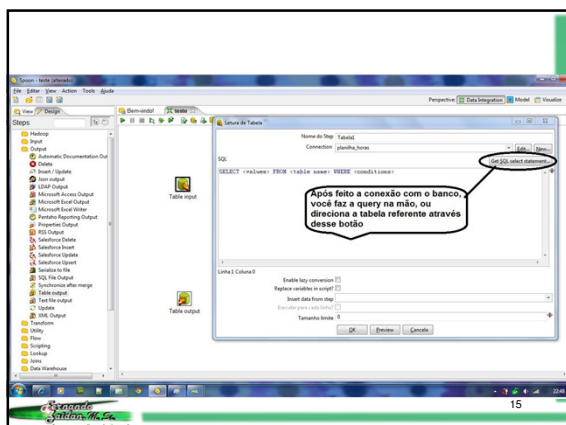 Spoon - teste (alterado)
File Editar View Action Tools Ajuda
Perspective: Data Integration Model Visualize
View Design
Bem-vindo! teste
Steps
Hadoop
Input
Output
Automatic Documentation Out
Delete
Insert / Update
Json output
LDAP Output
Microsoft Access Output
Microsoft Excel Output
Microsoft Excel Writer
Pentaho Reporting Output
Properties Output
RSS Output
Salesforce Delete
Salesforce Insert
Salesforce Update
Salesforce Upsert
Serialize to file
SQL File Output
Synchronize after merge
Table output
Text file output
Update
XML Output
Transform
Utility
Flow
Scripting
Lookup
Joins
Data Warehouse
Table input
Table output
Leitura de Tabela
Nome do Step Tabela1
Connection planilha_horas Edit... New...
SQL Get SQL select statement...
SELECT <values> FROM <table name> WHERE <conditions>
Após feito a conexão com o banco,
você faz a query na mão, ou
direciona a tabela referente através
desse botão
Linha 1 Coluna 0
Enable lazy conversion
Replace variables in script?
Insert data from step
Executar para cada linha?
Tamanho limite 0
OK Preview Cancela
22:48
Fernando
Zaidan, M.Sc.
15